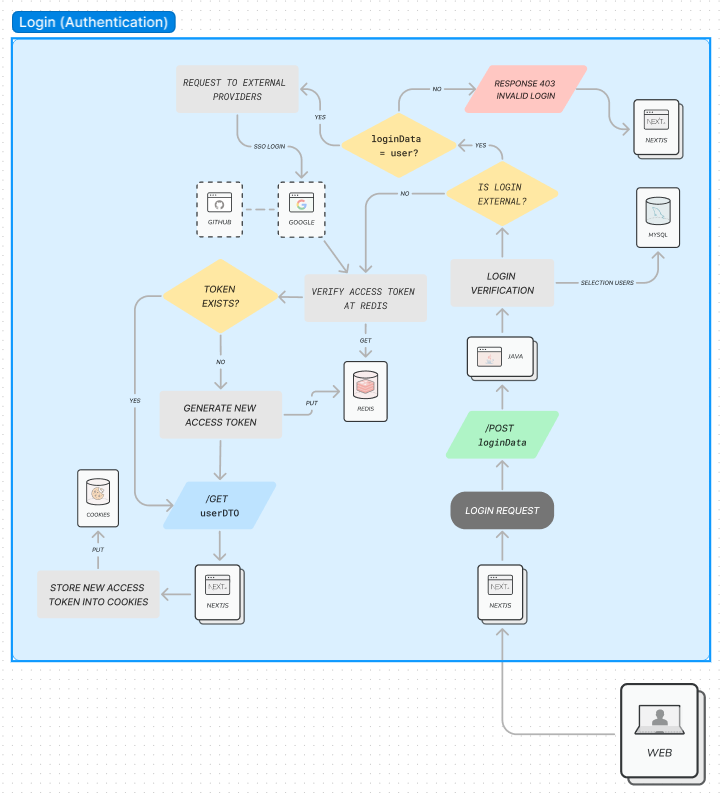 Login (Authentication)
REQUEST TO EXTERNAL
PROVIDERS
NO
RESPONSE 403
INVALID LOGIN
YES
loginData
= user?
NEXT.
NEXTJS
SSO LOGIN
YES
IS LOGIN
EXTERNAL?
NO
GITHUB
GOOGLE
MYSQL
TOKEN
EXISTS?
VERIFY ACCESS TOKEN
AT REDIS
LOGIN
VERIFICATION
SELECTION USERS
GET
NO
JAVA
YES
GENERATE NEW
ACCESS TOKEN
PUT
REDIS
/POST
loginData
COOKIES
/GET
userDTO
LOGIN REQUEST
PUT
STORE NEW ACCESS
TOKEN INTO COOKIES
NEXT.
NEXTJS
NEXT.
NEXTJS
WEB